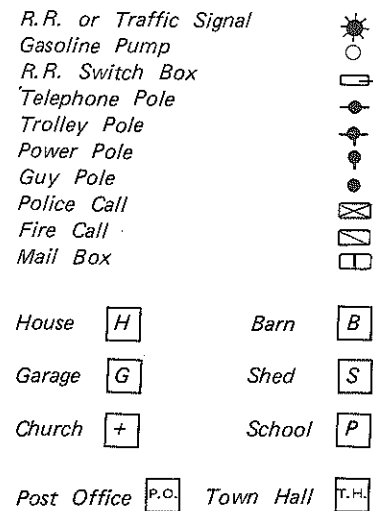 R.R. or Traffic Signal
Gasoline Pump
R.R. Switch Box
Telephone Pole
Trolley Pole
Power Pole
Guy Pole
Police Call
Fire Call
Mail Box
House H Barn B
Garage G Shed S
Church + School P
Post Office P.O. Town Hall T.H.